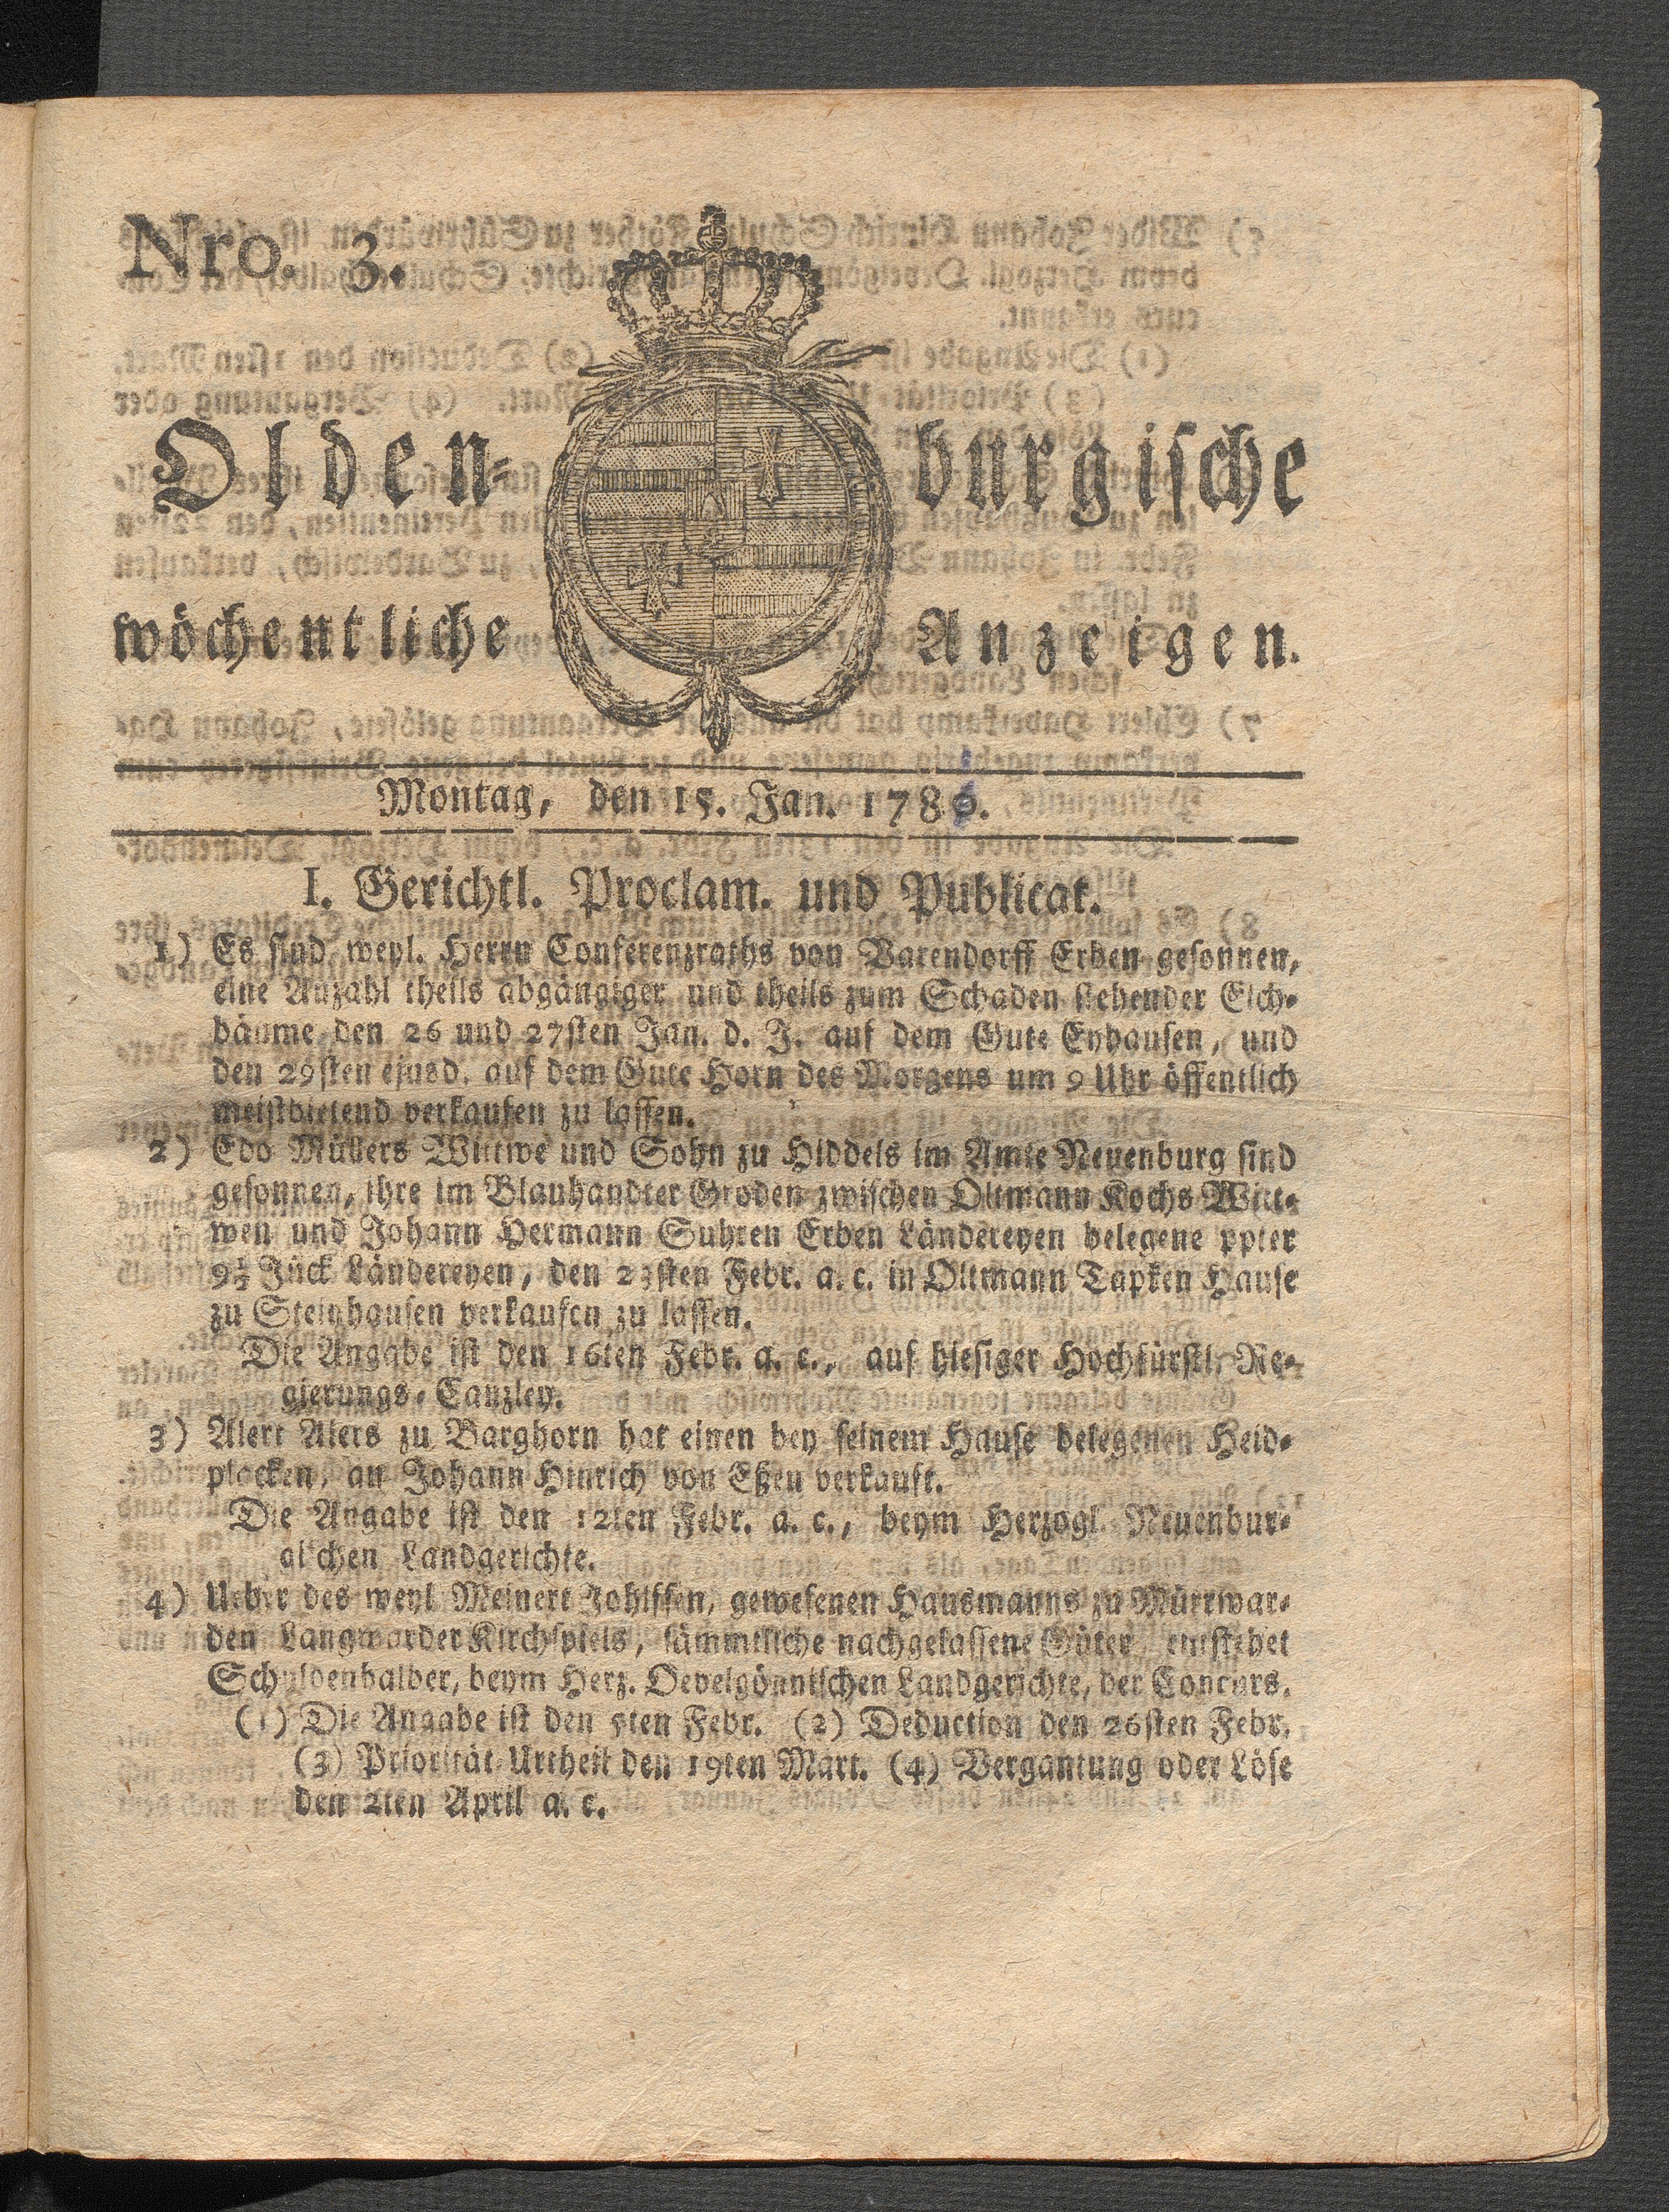 Nro. 3.
Olden- burgische
wöchentliche Anzeigen.
Montag, den 15. Jan. 178
I. Gerichtl. Proclam. und Publicat.
1) Es sind weyl. Herrn Conferenzraths von Varendorff Erben gesonnen,
eine Anzahl theils abgängiger und theils zum Schaden stehender Eich-
bäume den 26 und 27sten Jan. d. J. auf dem Gute Eyhausen, und
den 29sten ejusd. auf dem Gute Horn des Morgens um 9 Uhr öffentlich
meistbietend verkaufen zu lassen.
2) Edo Müllers Wittwe und Sohn zu Hiddels im Amte Neuenburg sind
gesonnen, ihre im Blauhandter Groden zwischen Oltmann Kochs Witt-
wen und Johann Hermann Suhren Erben Ländereyen belegene ppter
9½ Jück Ländereyen, den 23sten Febr. a. c. in Oltmann Tapken Hause
zu Steinhausen verkaufen zu lassen.
Die Angabe ist den 16ten Febr. a. c., auf hiesiger Hochfürstl. Re-
gierungs-Canzley.
3) Alert Alers zu Barghorn hat einen bey seinem Hause belegenen Heid-
placken, an Johann Hinrich von Eßen verkauft.
Die Angabe ist den 12ten Febr. a. c., beym Herzogl. Neuenbur-
gischen Landgerichte.
4) Ueber des weyl Meinert Johlffsen, gewesenen Hausmanns zu Mürrwar-
den Langwarder Kirchspiels, sämmtliche nachgelassene Güter entstehet
Schuldenhalber, beym Herz. Oevelgönnischen Landgerichte, der Concurs.
(1) Die Angabe ist den 5ten Febr. (2) Deduction den 26sten Febr.
(3) Priorität Urtheil den 19ten Mart. (4) Vergantung oder Löse
den 2ten April a. c.